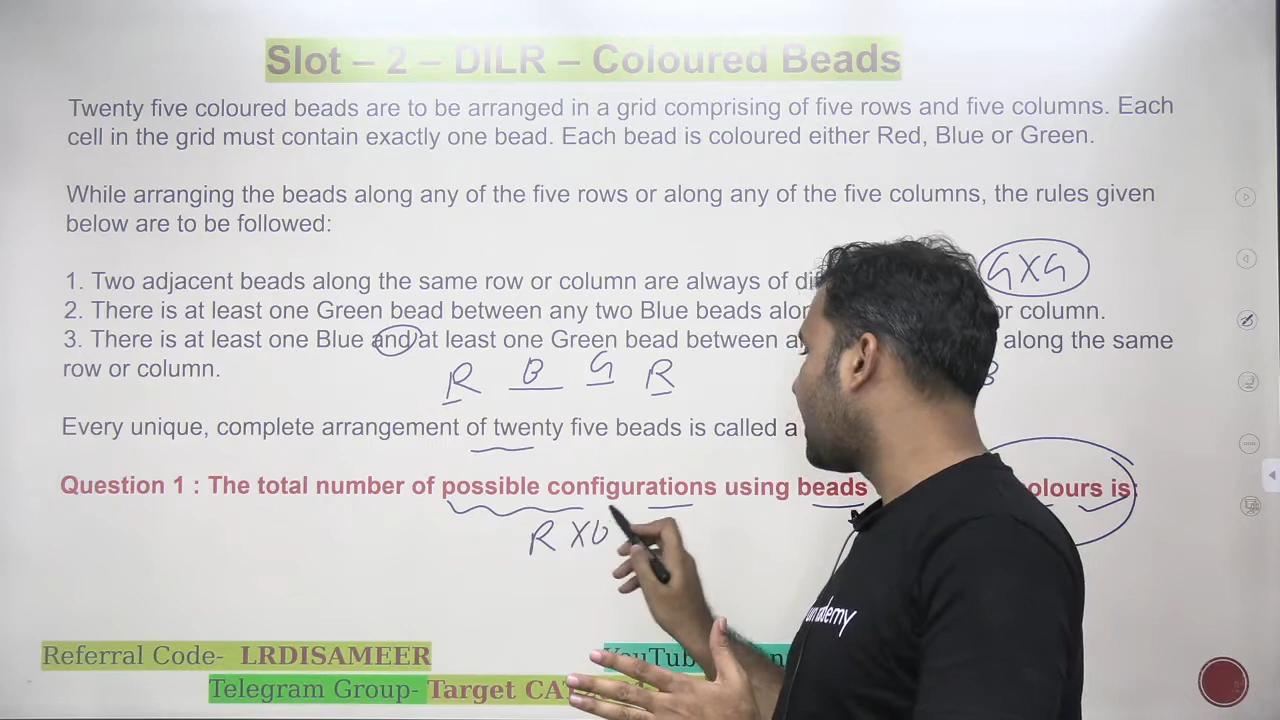 Slot – 2 – DILR – Coloured Beads
Twenty five coloured beads are to be arranged in a grid comprising of five rows and five columns. Each
cell in the grid must contain exactly one bead. Each bead is coloured either Red, Blue or Green.
While arranging the beads along any of the five rows or along any of the five columns, the rules given
below are to be followed:
1. Two adjacent beads along the same row or column are always of
G X G
2. There is at least one Green bead between any two Blue beads or column.
3. There is at least one Blue and at least one Green bead between along the same
row or column.
R B G R
B
Every unique, complete arrangement of twenty five beads is called a
Question 1 : The total number of possible configurations using beads colours is:
R X
unacademy
Referral Code- LRDISAMEER
Telegram Group- Target